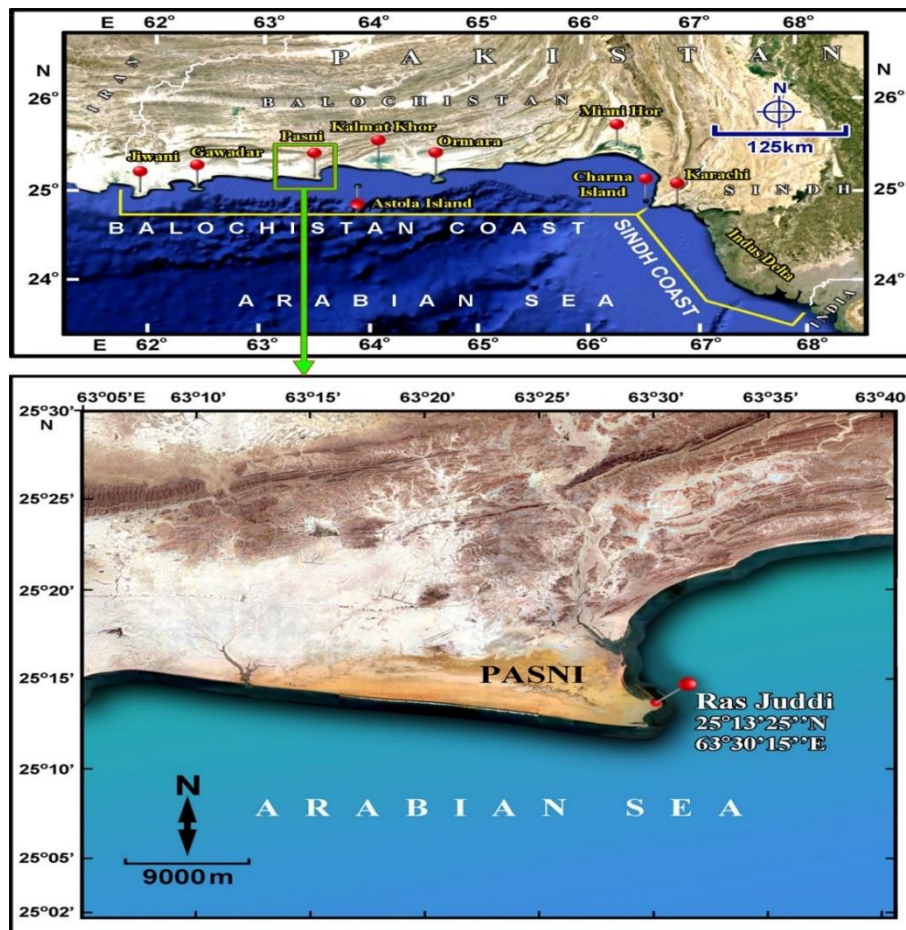 E 62° 63° 64° 65° 66° 67° 68°
N N
P A K I S T A N
IRAN
26° 26°
B A L O C H I S T A N
Miani Hor
N
125km
Pasni Kalmat Khor
Jiwani Gawadar Ormara
25° 25°
Charna Island Karachi
S I N D H
Astola Island
B A L O C H I S T A N C O A S T
SINDH COAST
Indus Delta
24° 24°
A R A B I A N S E A
INDIA
E 62° 63° 64° 65° 66° 67° 68°
63°05’E 63°10’ 63°15’ 63°20’ 63°25’ 63°30’ 63°40’
25°30’
N
25°25’
25°20’
25°15’
PASNI
Ras Juddi
25°13’25’’N
63°30’15’’E
25°10’
N
A R A B I A N S E A
25°05’
9000m
25°02’